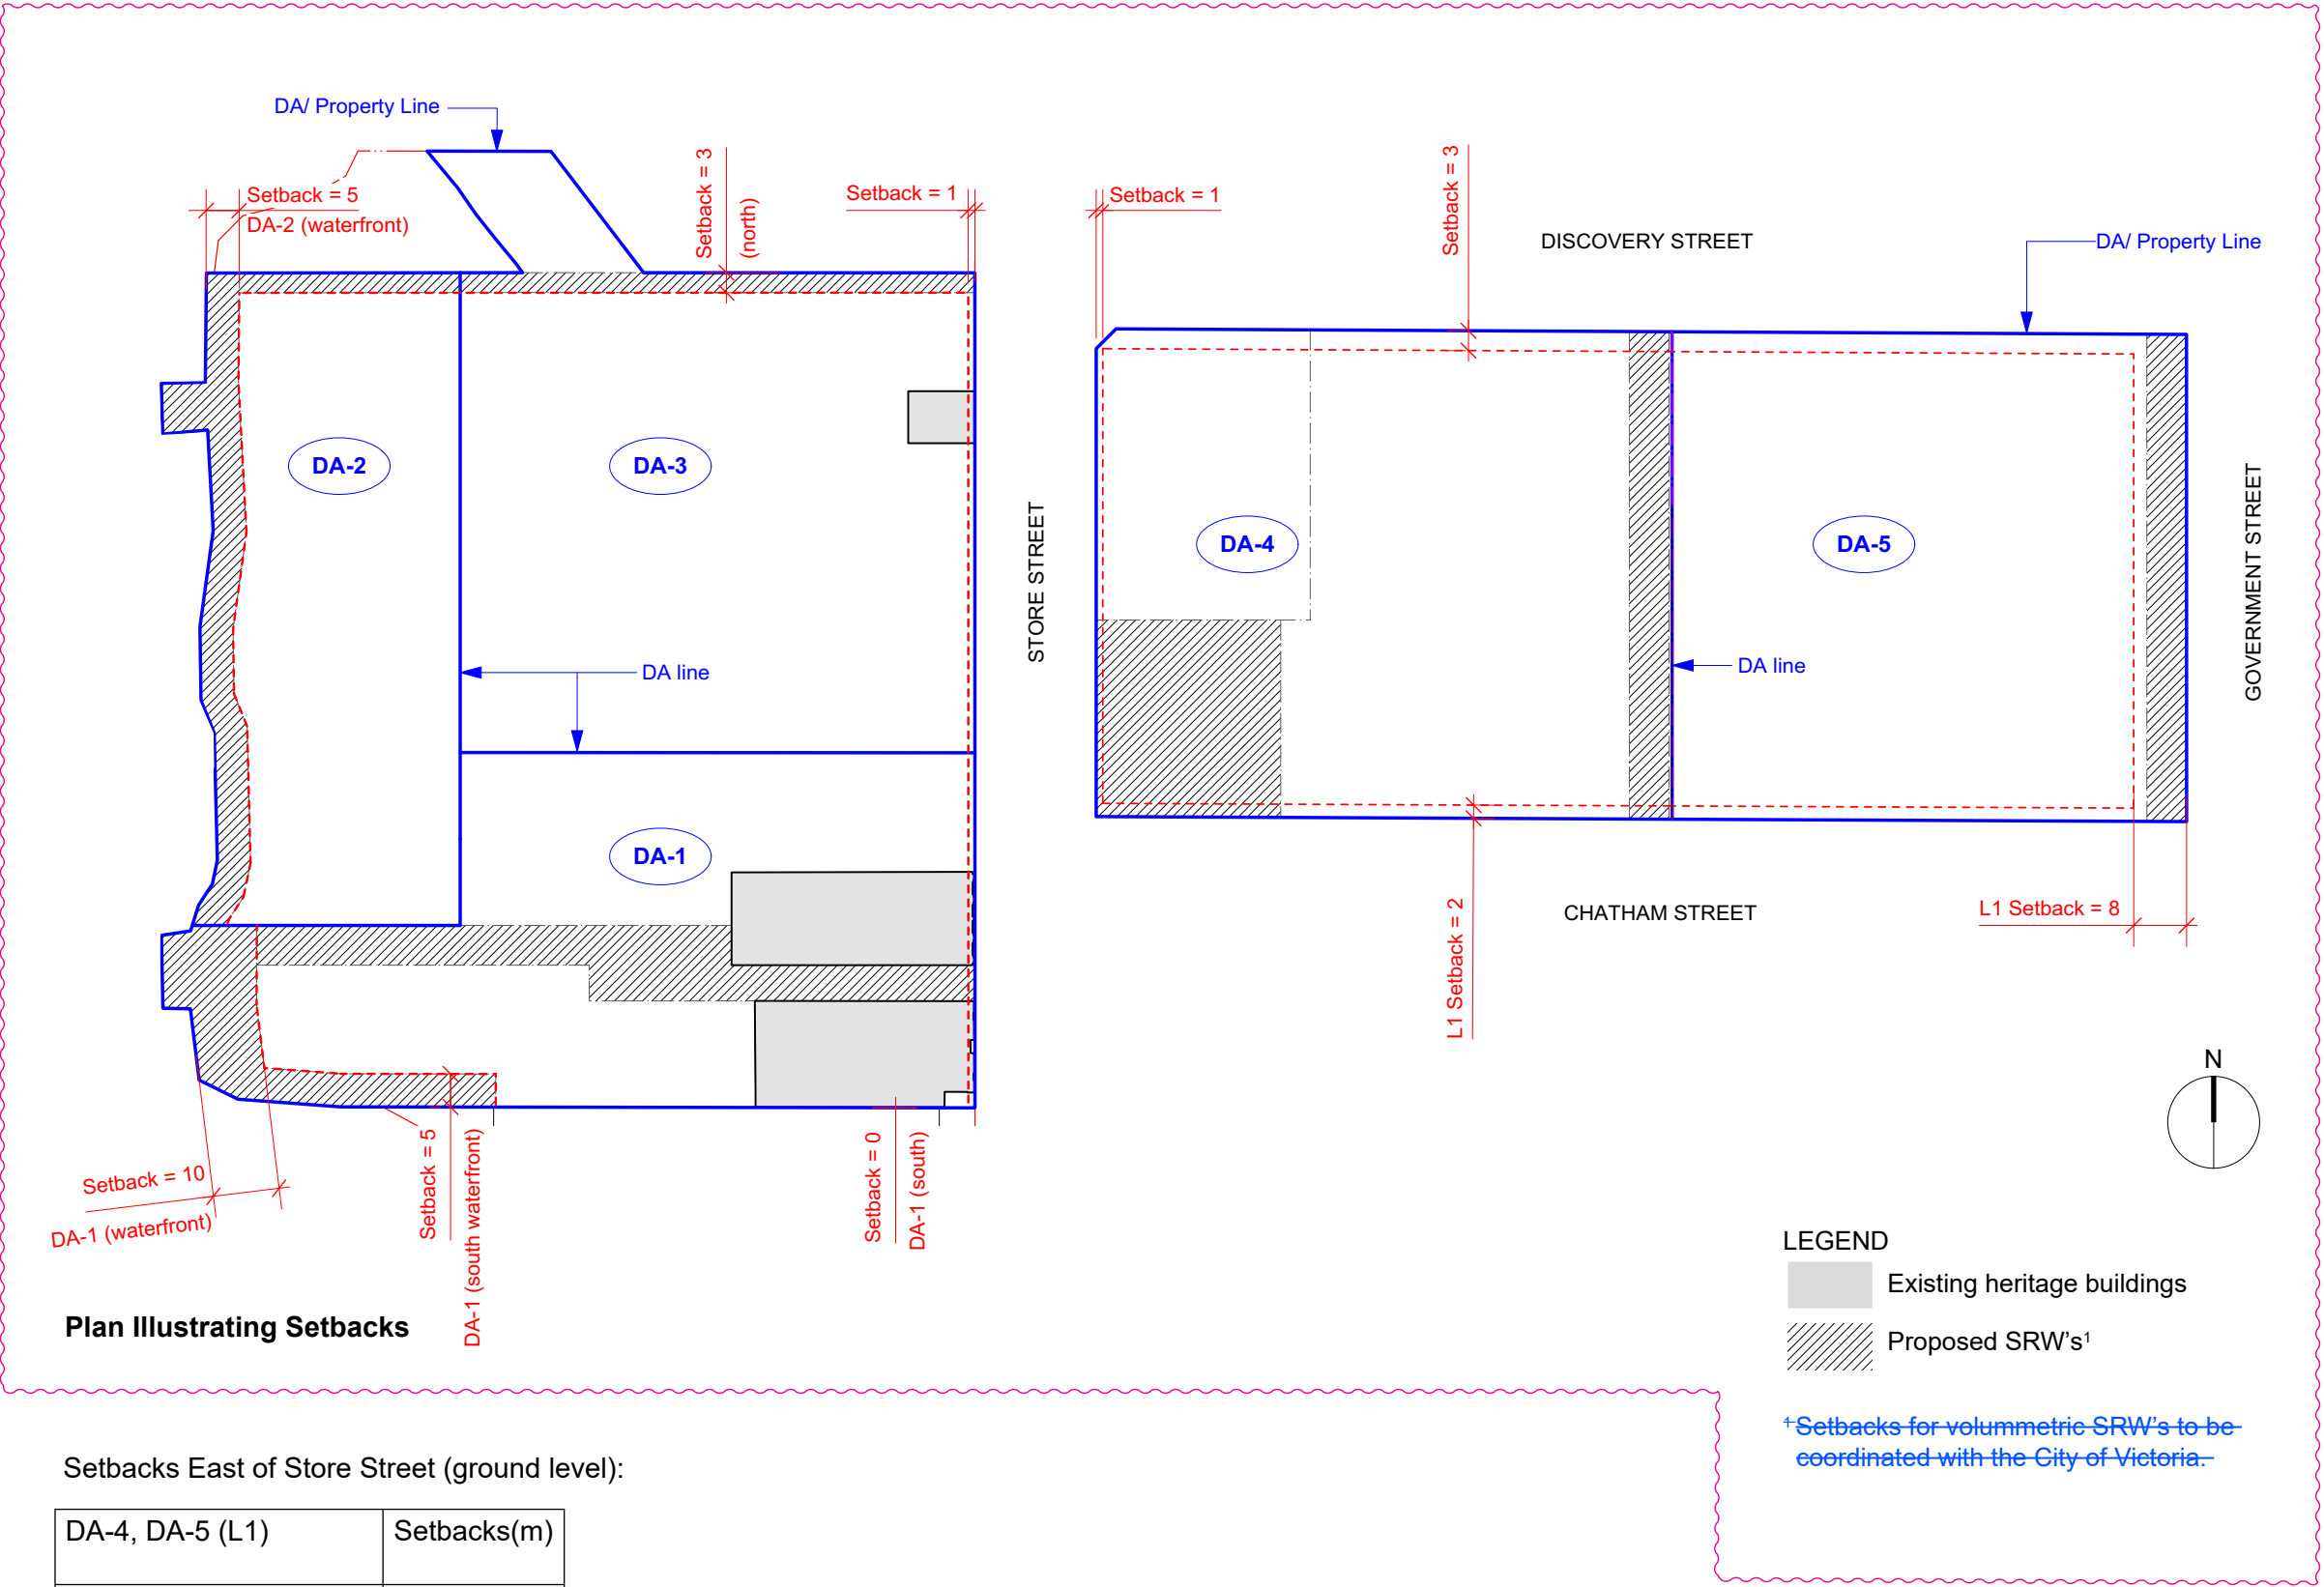 DA/ Property Line
Setback = 5
DA-2 (waterfront)
Setback = 3
(north)
Setback = 1
Setback = 1
Setback = 3
DISCOVERY STREET
DA/ Property Line
DA-2
DA-3
STORE STREET
DA-4
DA-5
GOVERNMENT STREET
DA line
DA line
DA-1
L1 Setback = 2
CHATHAM STREET
L1 Setback = 8
N
Setback = 10
DA-1 (waterfront)
Setback = 5
DA-1 (south waterfront)
Setback = 0
DA-1 (south)
Plan Illustrating Setbacks
LEGEND
Existing heritage buildings
Proposed SRW's¹
¹ Setbacks for volummetric SRW's to be
coordinated with the City of Victoria.
Setbacks East of Store Street (ground level):
DA-4, DA-5 (L1) Setbacks(m)